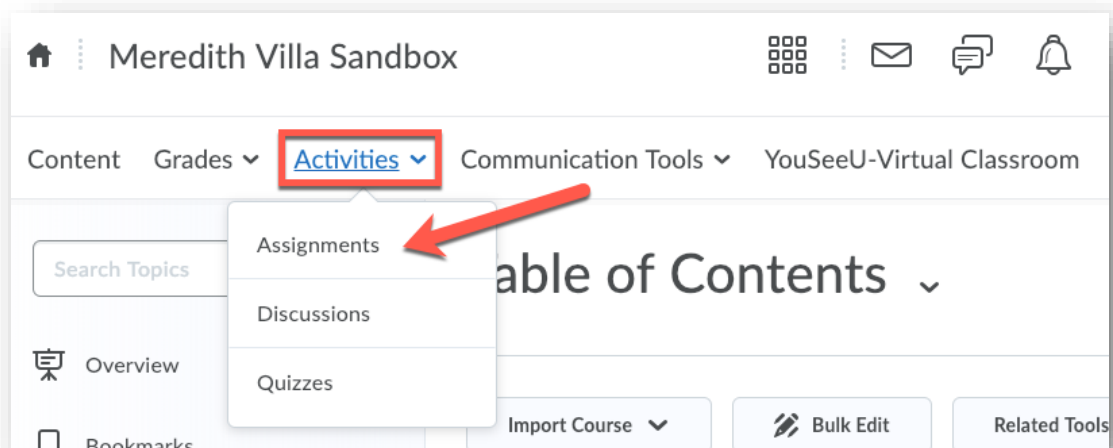 Meredith Villa Sandbox
Content Grades Activities Communication Tools YouSeeU-Virtual Classroom
Assignments
Search Topics
able of Contents
Discussions
Overview
Quizzes
Import Course Bulk Edit Related Tools
Bookmarks